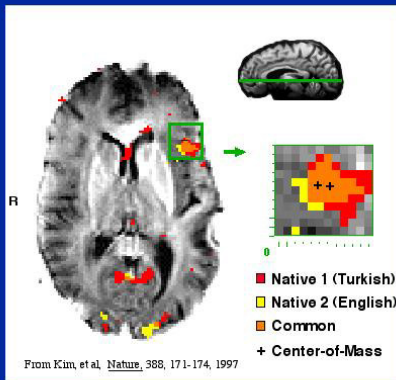 R
0
Native 1 (Turkish)
Native 2 (English)
Common
+ Center-of-Mass
From Kim, et al, Nature, 388, 171-174, 1997